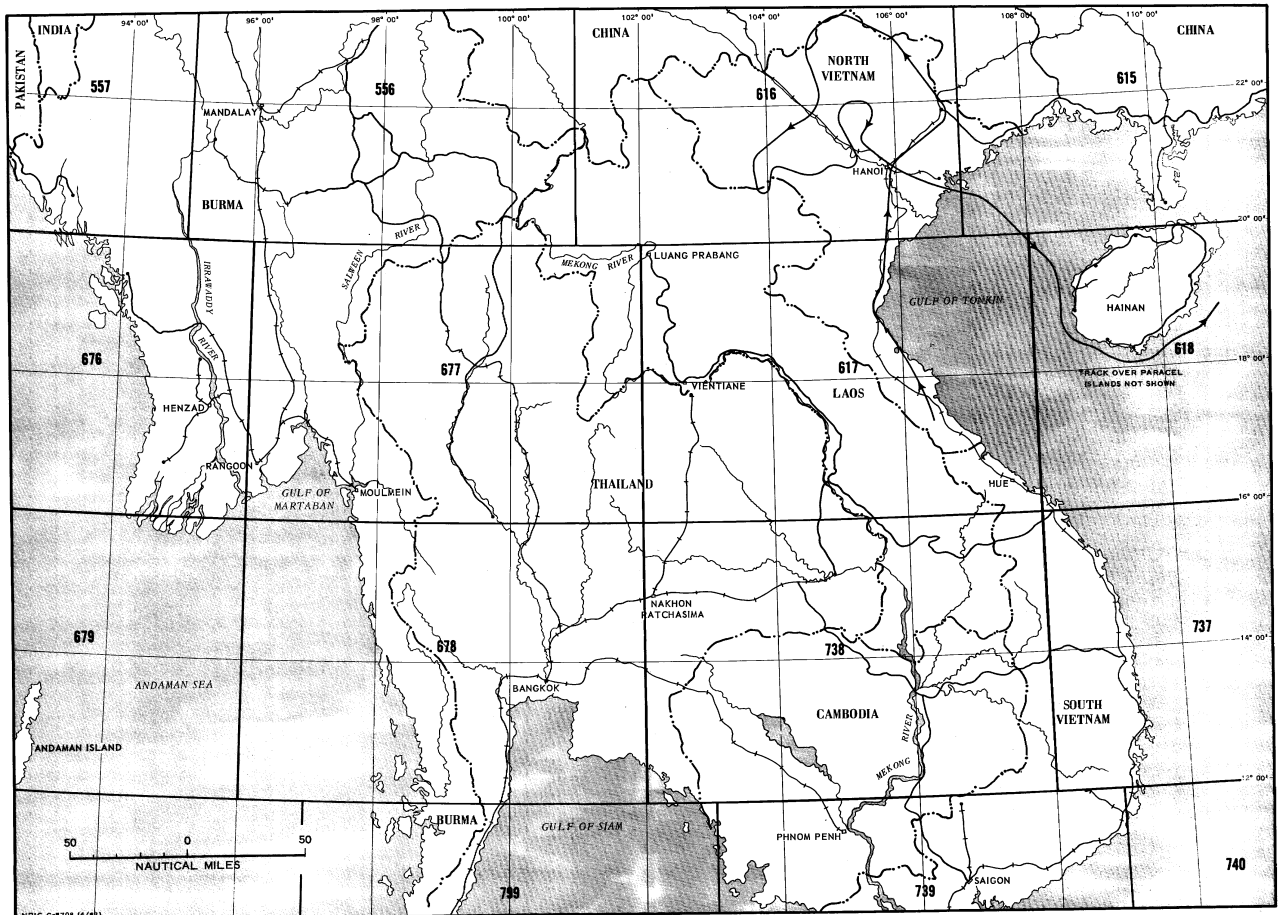 94° 00' 96° 00' 98° 00' 100° 00' 102° 00' 104° 00' 106° 00' 108° 00' 110° 00'
INDIA
CHINA
CHINA
PAKISTAN
557
556
NORTH
VIETNAM
616
615
22° 00'
MANDALAY
HANOI
BURMA
20° 00'
SALWEEN
RIVER
MEKONG RIVER
LUANG PRABANG
IRRAWADDY
RIVER
GULF OF TONKIN
HAINAN
676
677
617
618
18° 00'
TRACK OVER PARACEL
ISLANDS NOT SHOWN
VIENTIANE
LAOS
HENZAD
RANGOON
GULF OF
MARTABAN
MOULMEIN
THAILAND
HUE
16° 00'
NAKHON
RATCHASIMA
679
678
738
737
14° 00'
ANDAMAN SEA
BANGKOK
CAMBODIA
SOUTH
VIETNAM
ANDAMAN ISLAND
MEKONG
RIVER
12° 00'
BURMA
GULF OF SIAM
PHNOM PENH
50 0 50
NAUTICAL MILES
799
739
SAIGON
740